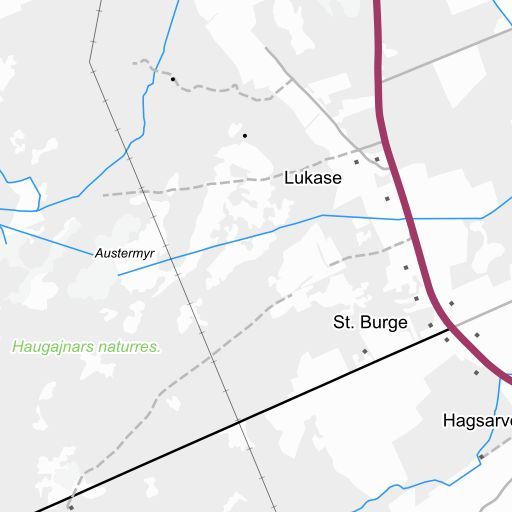 Lukase
Austermyr
St. Burge
Haugajnars naturres.
Hagsarve